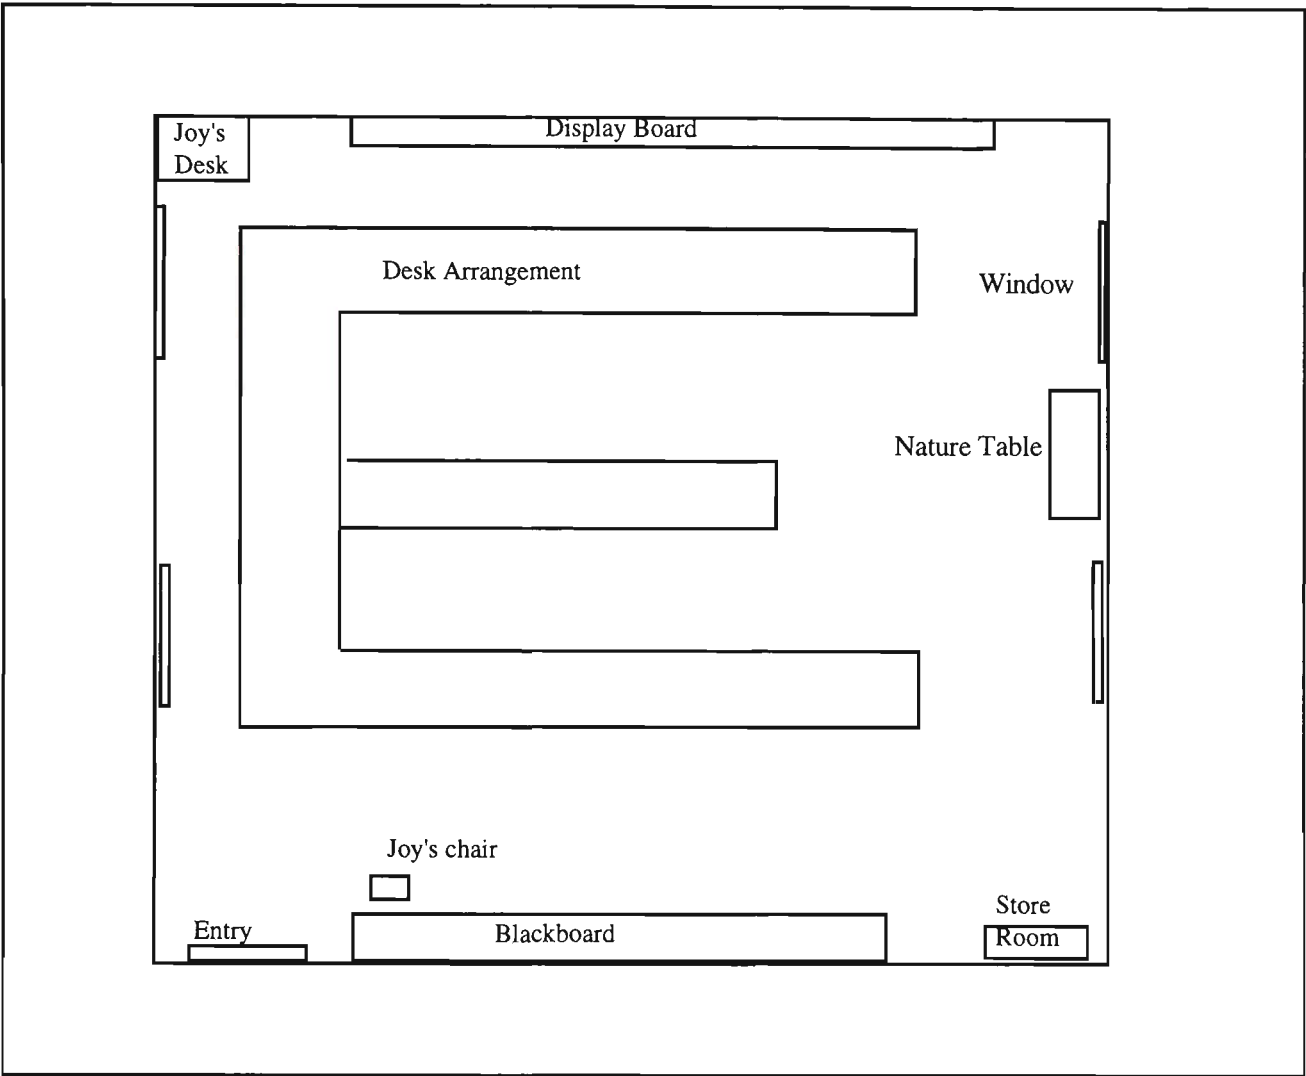 Joy's
Desk
Display Board
Desk Arrangement
Window
Nature Table
Joy's chair
Entry
Blackboard
Store
Room